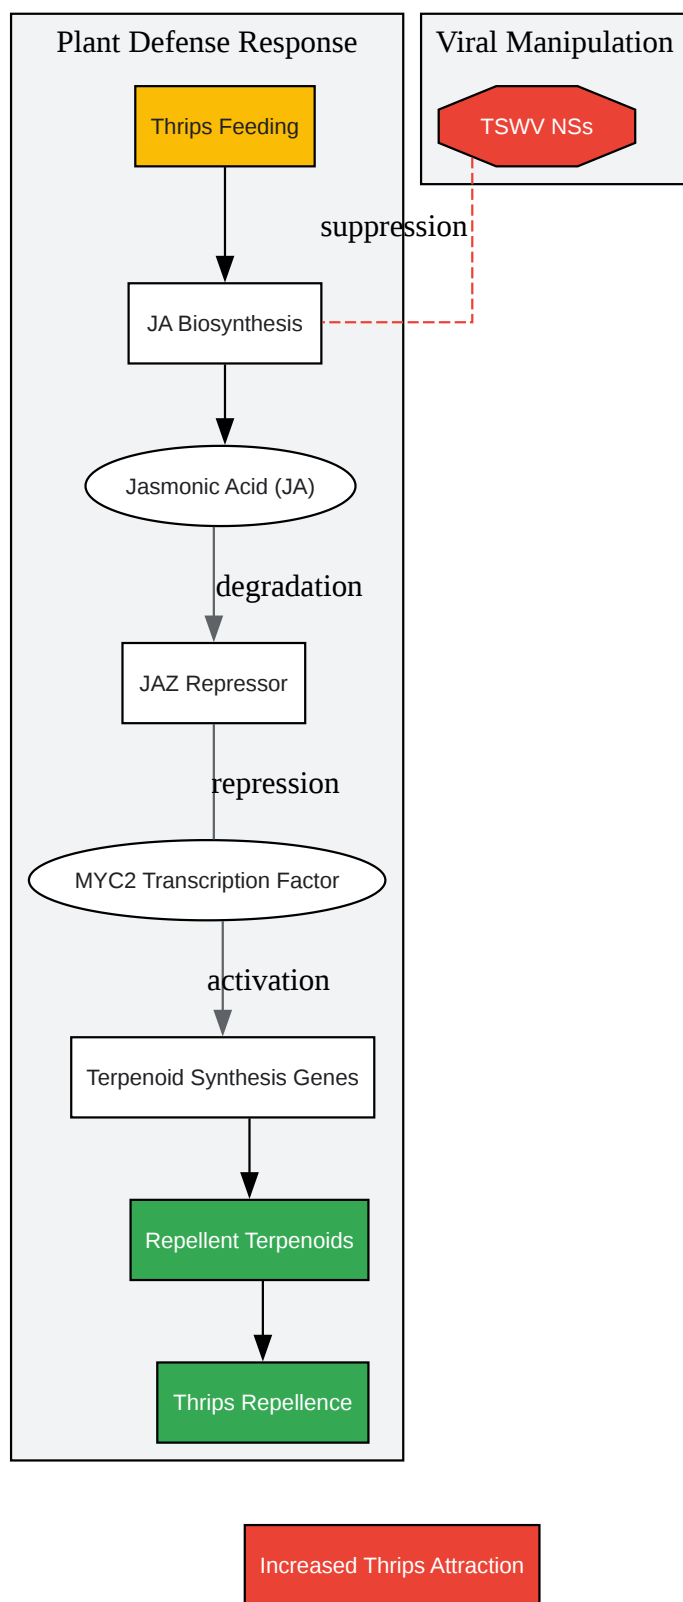 Plant Defense Response
Viral Manipulation
Thrips Feeding
TSWV NSs
suppression
JA Biosynthesis
Jasmonic Acid (JA)
degradation
JAZ Repressor
repression
MYC2 Transcription Factor
activation
Terpenoid Synthesis Genes
Repellent Terpenoids
Thrips Repellence
Increased Thrips Attraction